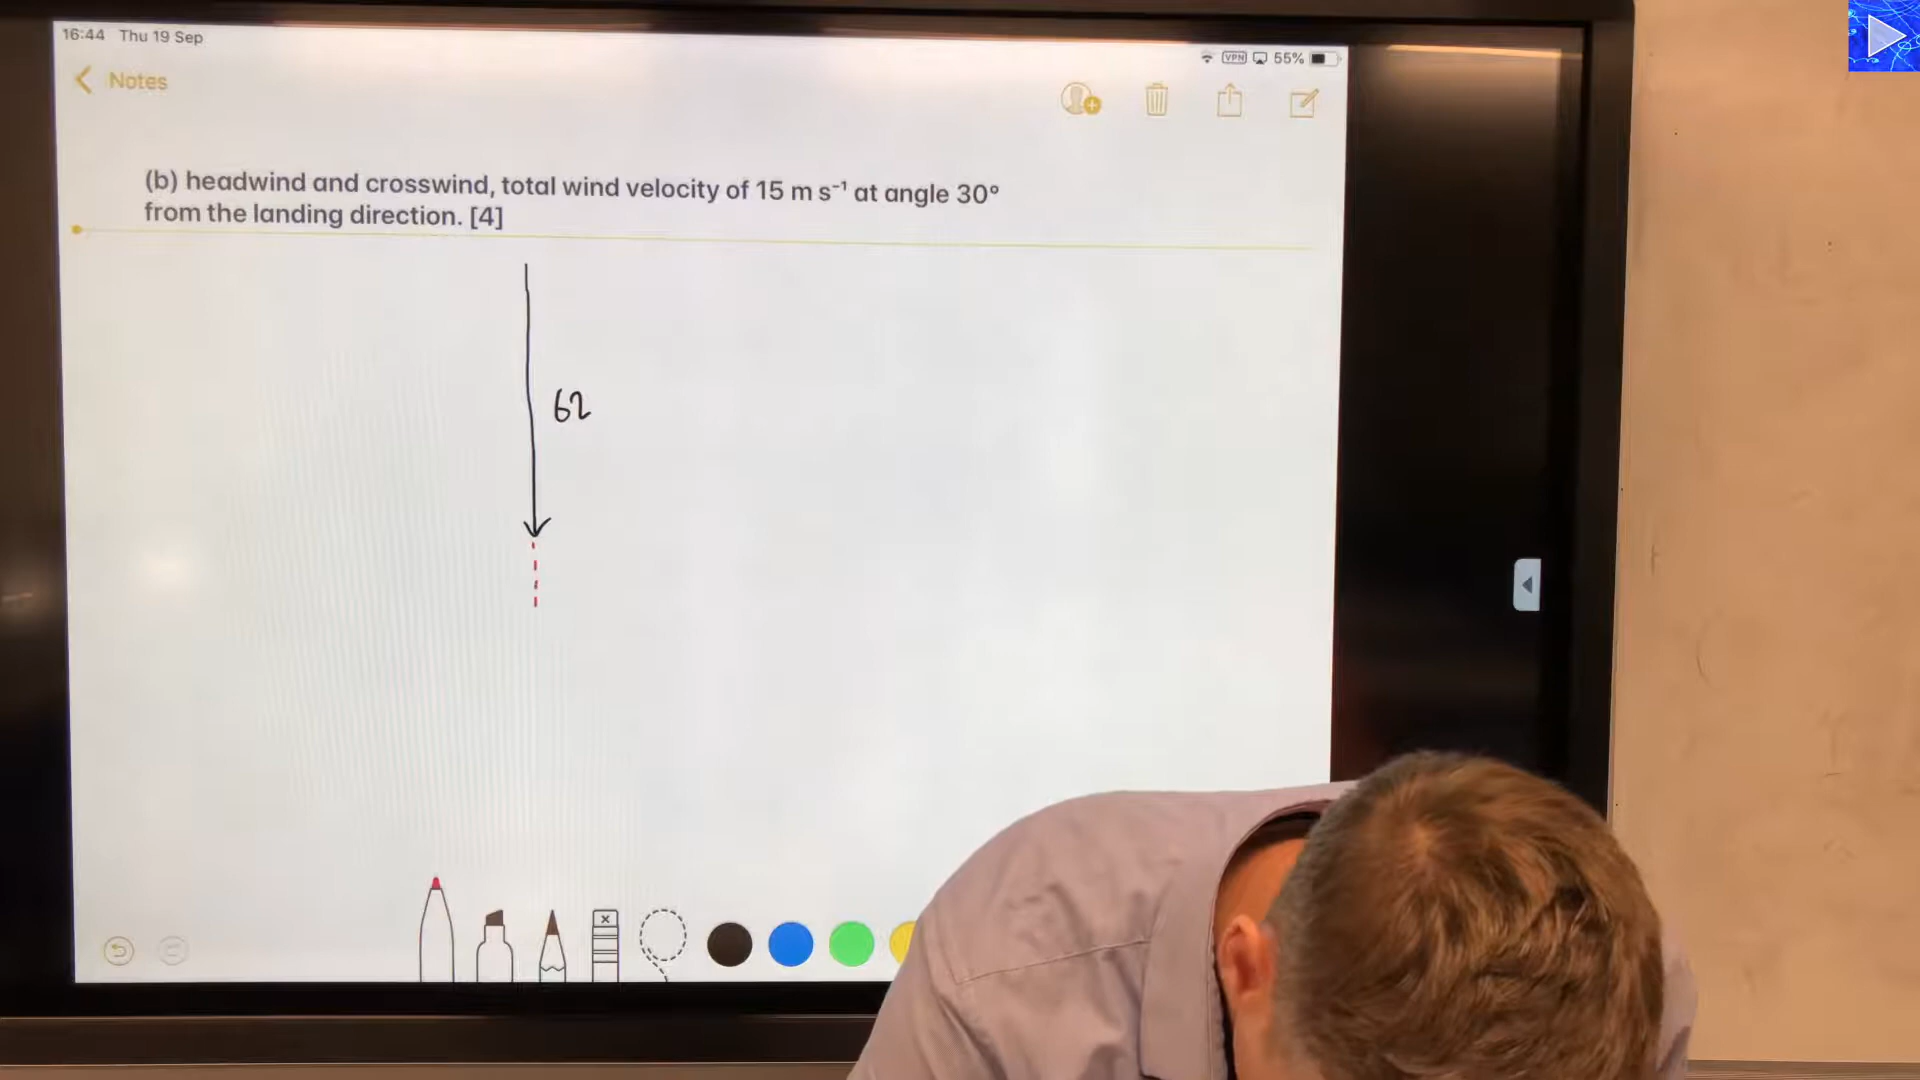 16:44 Thu 19 Sep
VPN 55%
Notes
(b) headwind and crosswind, total wind velocity of 15 m s⁻¹ at angle 30°
from the landing direction. [4]
62